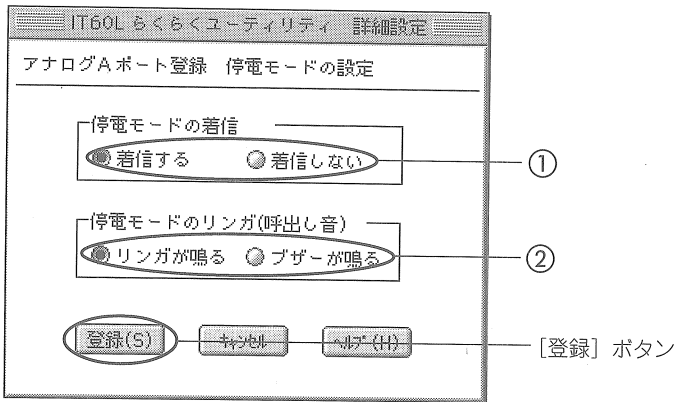 IT60L らくらくユーティリティ 詳細設定
アナログAポート登録 停電モードの設定
停電モードの着信
着信する 着信しない
①
停電モードのリンガ(呼出し音)
リンガが鳴る ブザーが鳴る
②
登録(S) キャンセル ヘルプ(H)
[登録] ボタン